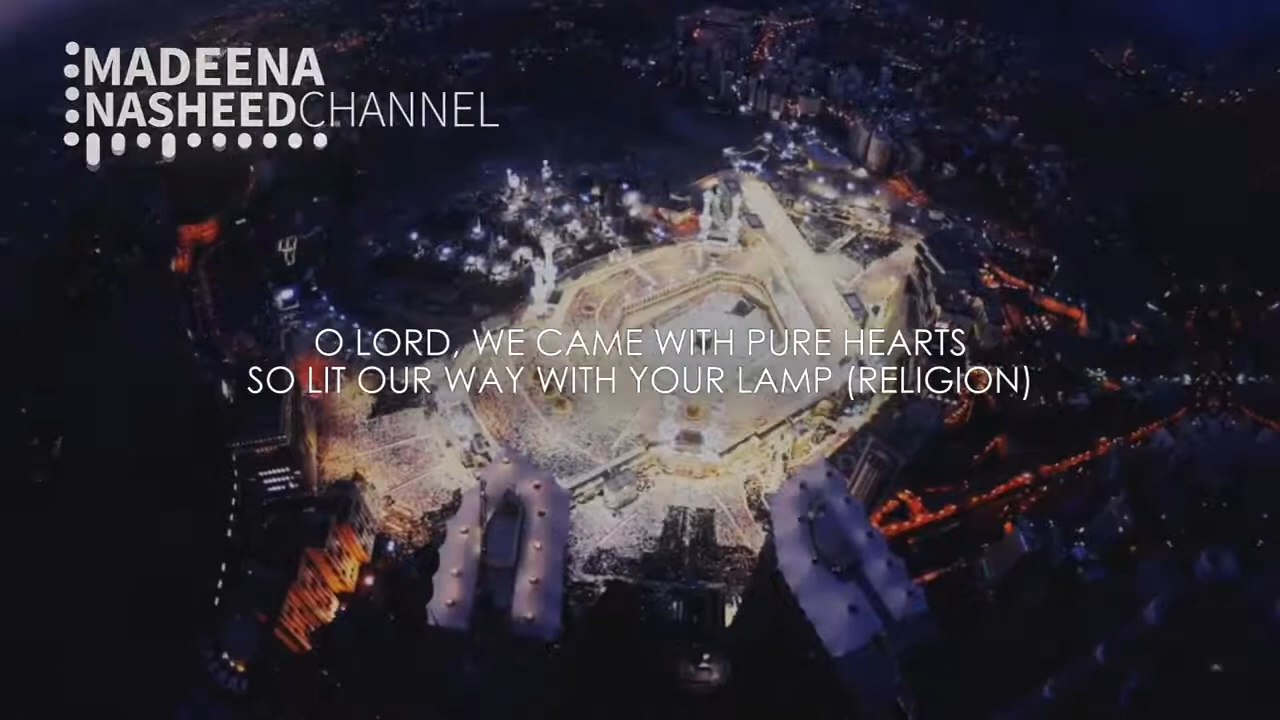 MADEENA
NASHEEDCHANNEL
O LORD, WE CAME WITH PURE HEARTS
SO LIT OUR WAY WITH YOUR LAMP (RELIGION)